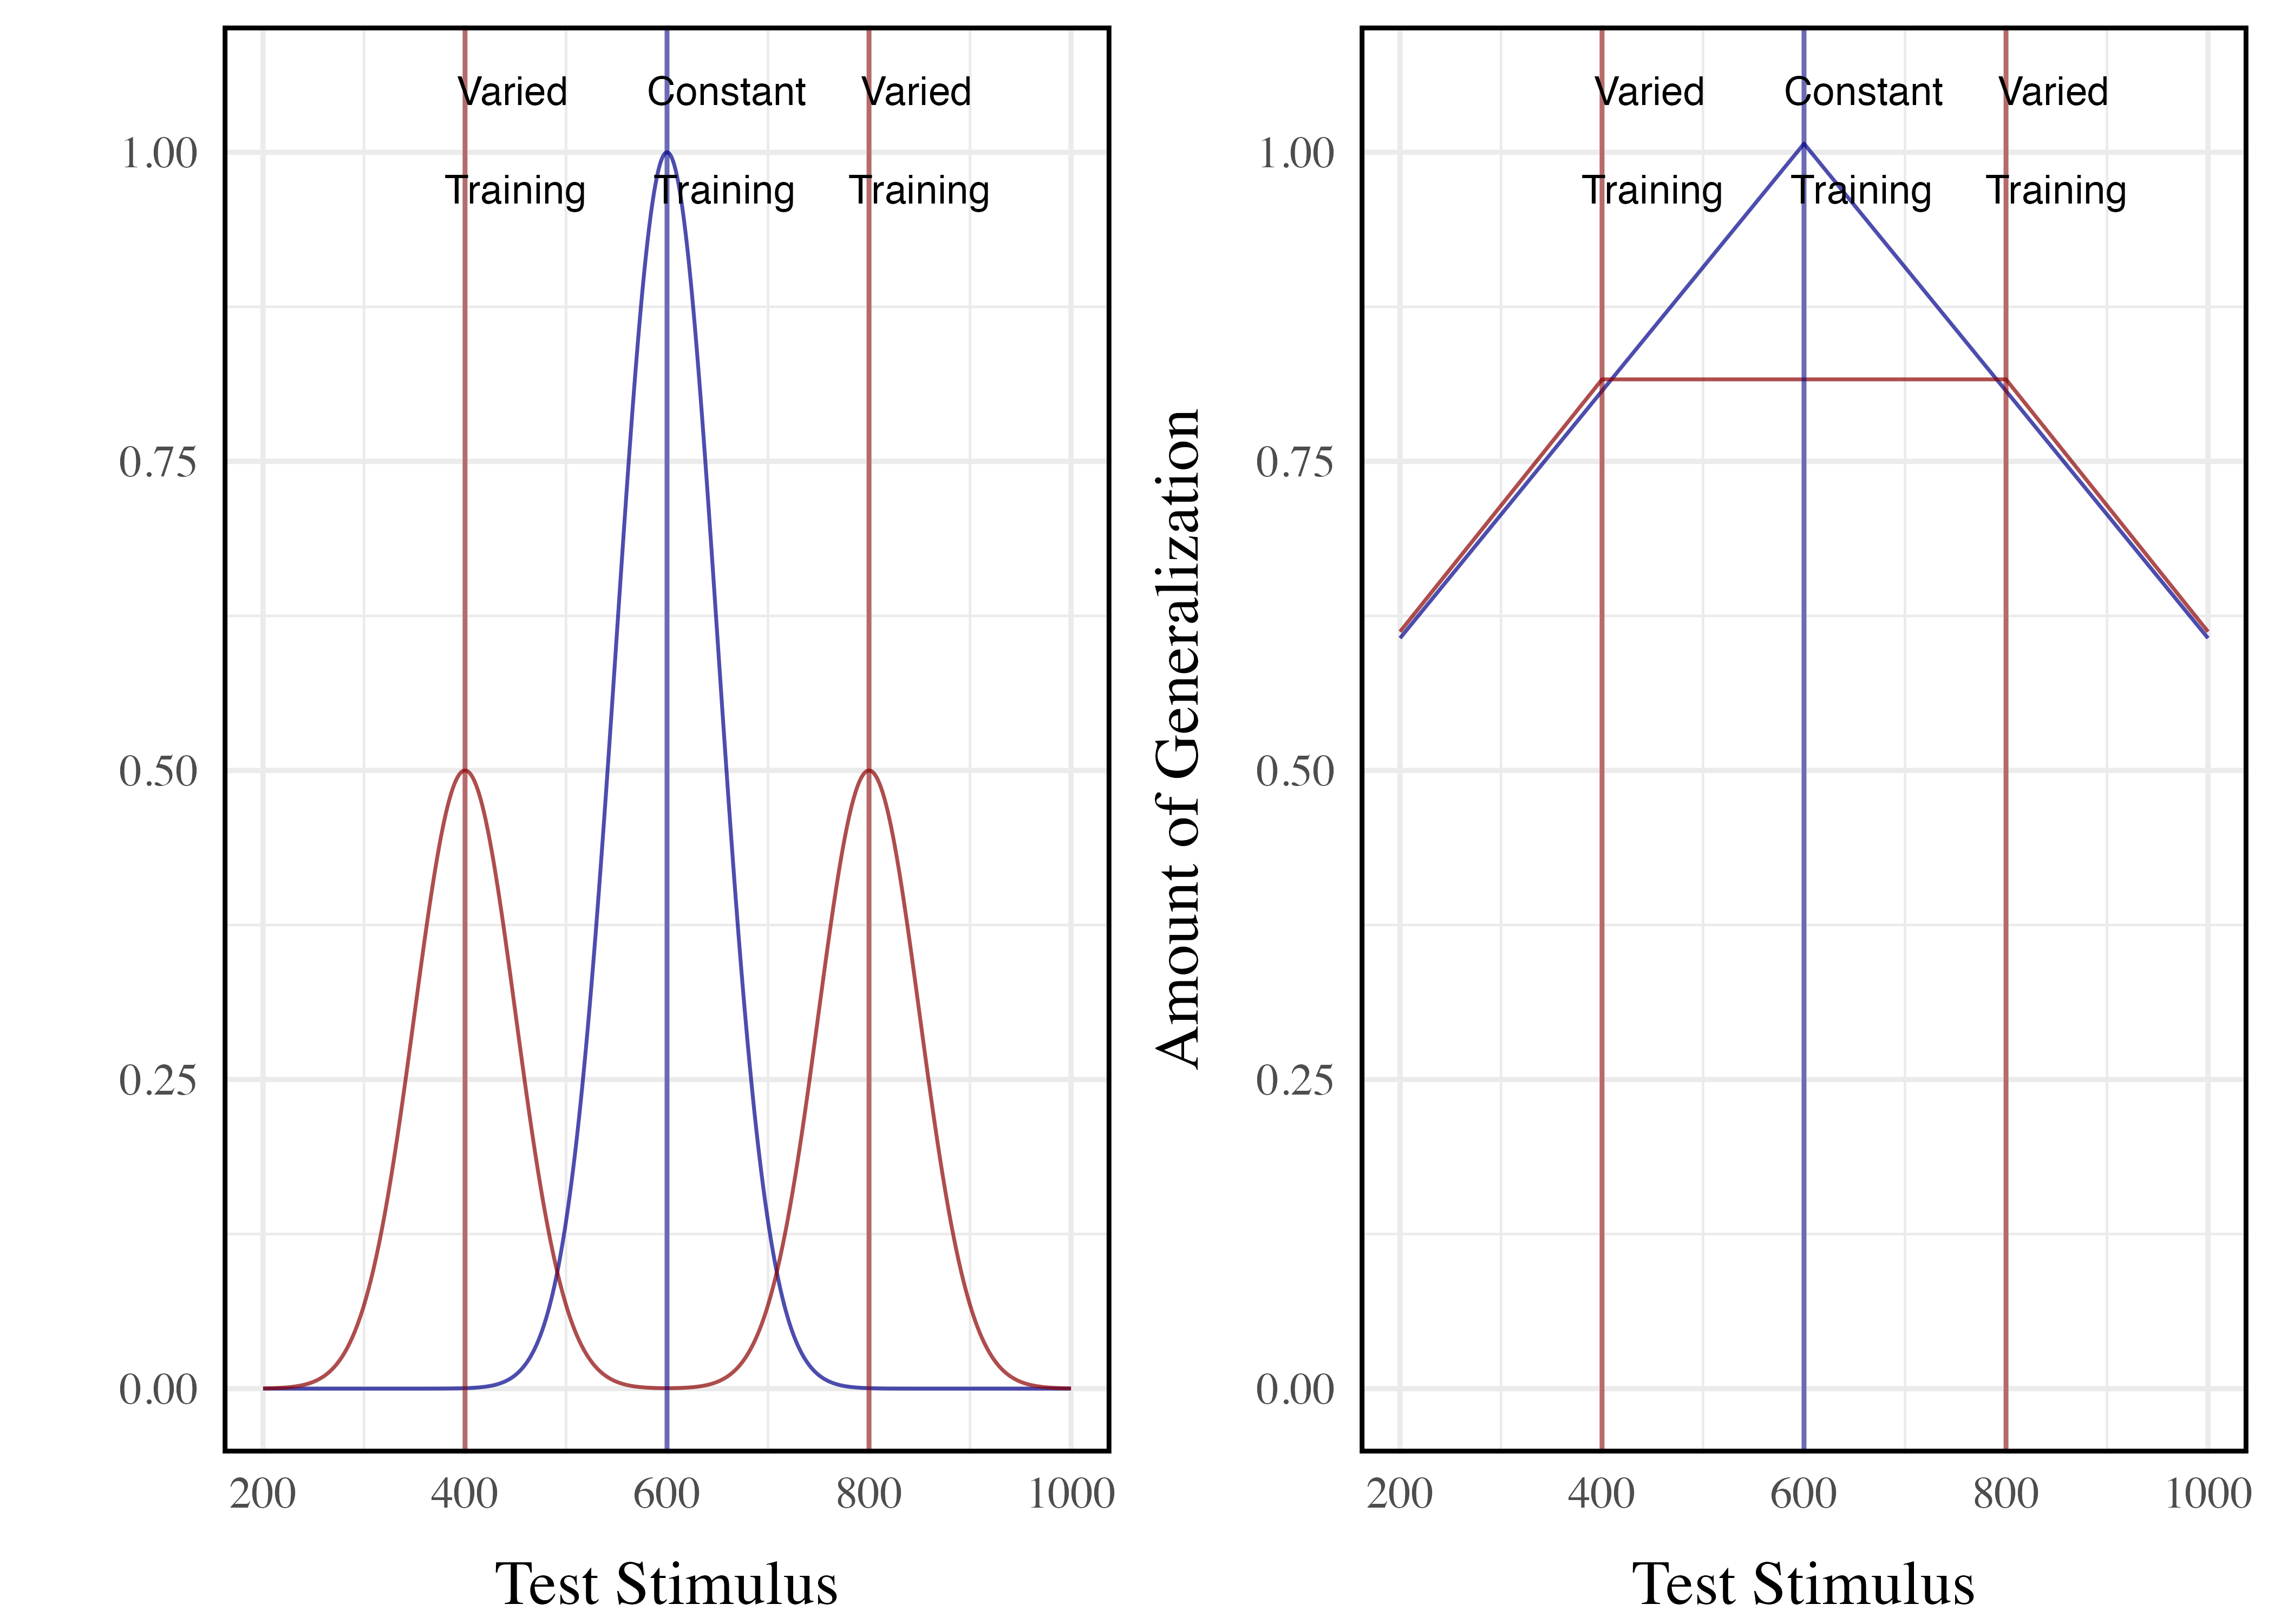 Varied Constant Varied
Training Training Training
1.00
0.75
0.50
0.25
0.00
200 400 600 800 1000
Test Stimulus
Amount of Generalization
Varied Constant Varied
Training Training Training
1.00
0.75
0.50
0.25
0.00
200 400 600 800 1000
Test Stimulus